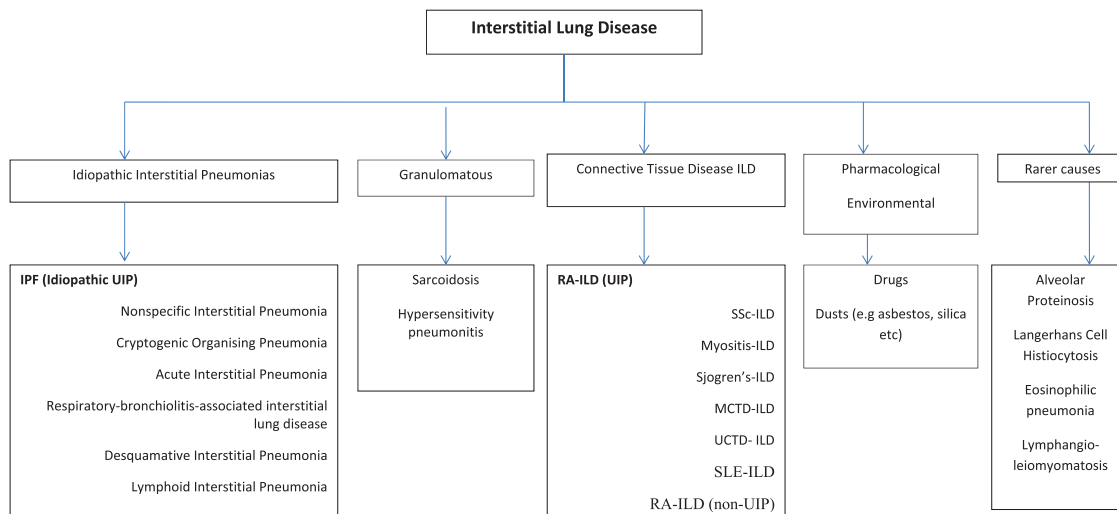 Interstitial Lung Disease
Idiopathic Interstitial Pneumonias
Granulomatous
Connective Tissue Disease ILD
Pharmacological
Environmental
Rarer causes
IPF (Idiopathic UIP)
Nonspecific Interstitial Pneumonia
Cryptogenic Organising Pneumonia
Acute Interstitial Pneumonia
Respiratory-bronchiolitis-associated interstitial
lung disease
Desquamative Interstitial Pneumonia
Lymphoid Interstitial Pneumonia
Sarcoidosis
Hypersensitivity
pneumonitis
RA-ILD (UIP)
SSc-ILD
Myositis-ILD
Sjogren’s-ILD
MCTD-ILD
UCTD- ILD
SLE-ILD
RA-ILD (non-UIP)
Drugs
Dusts (e.g asbestos, silica
etc)
Alveolar
Proteinosis
Langerhans Cell
Histiocytosis
Eosinophilic
pneumonia
Lymphangio-
leiomyomatosis